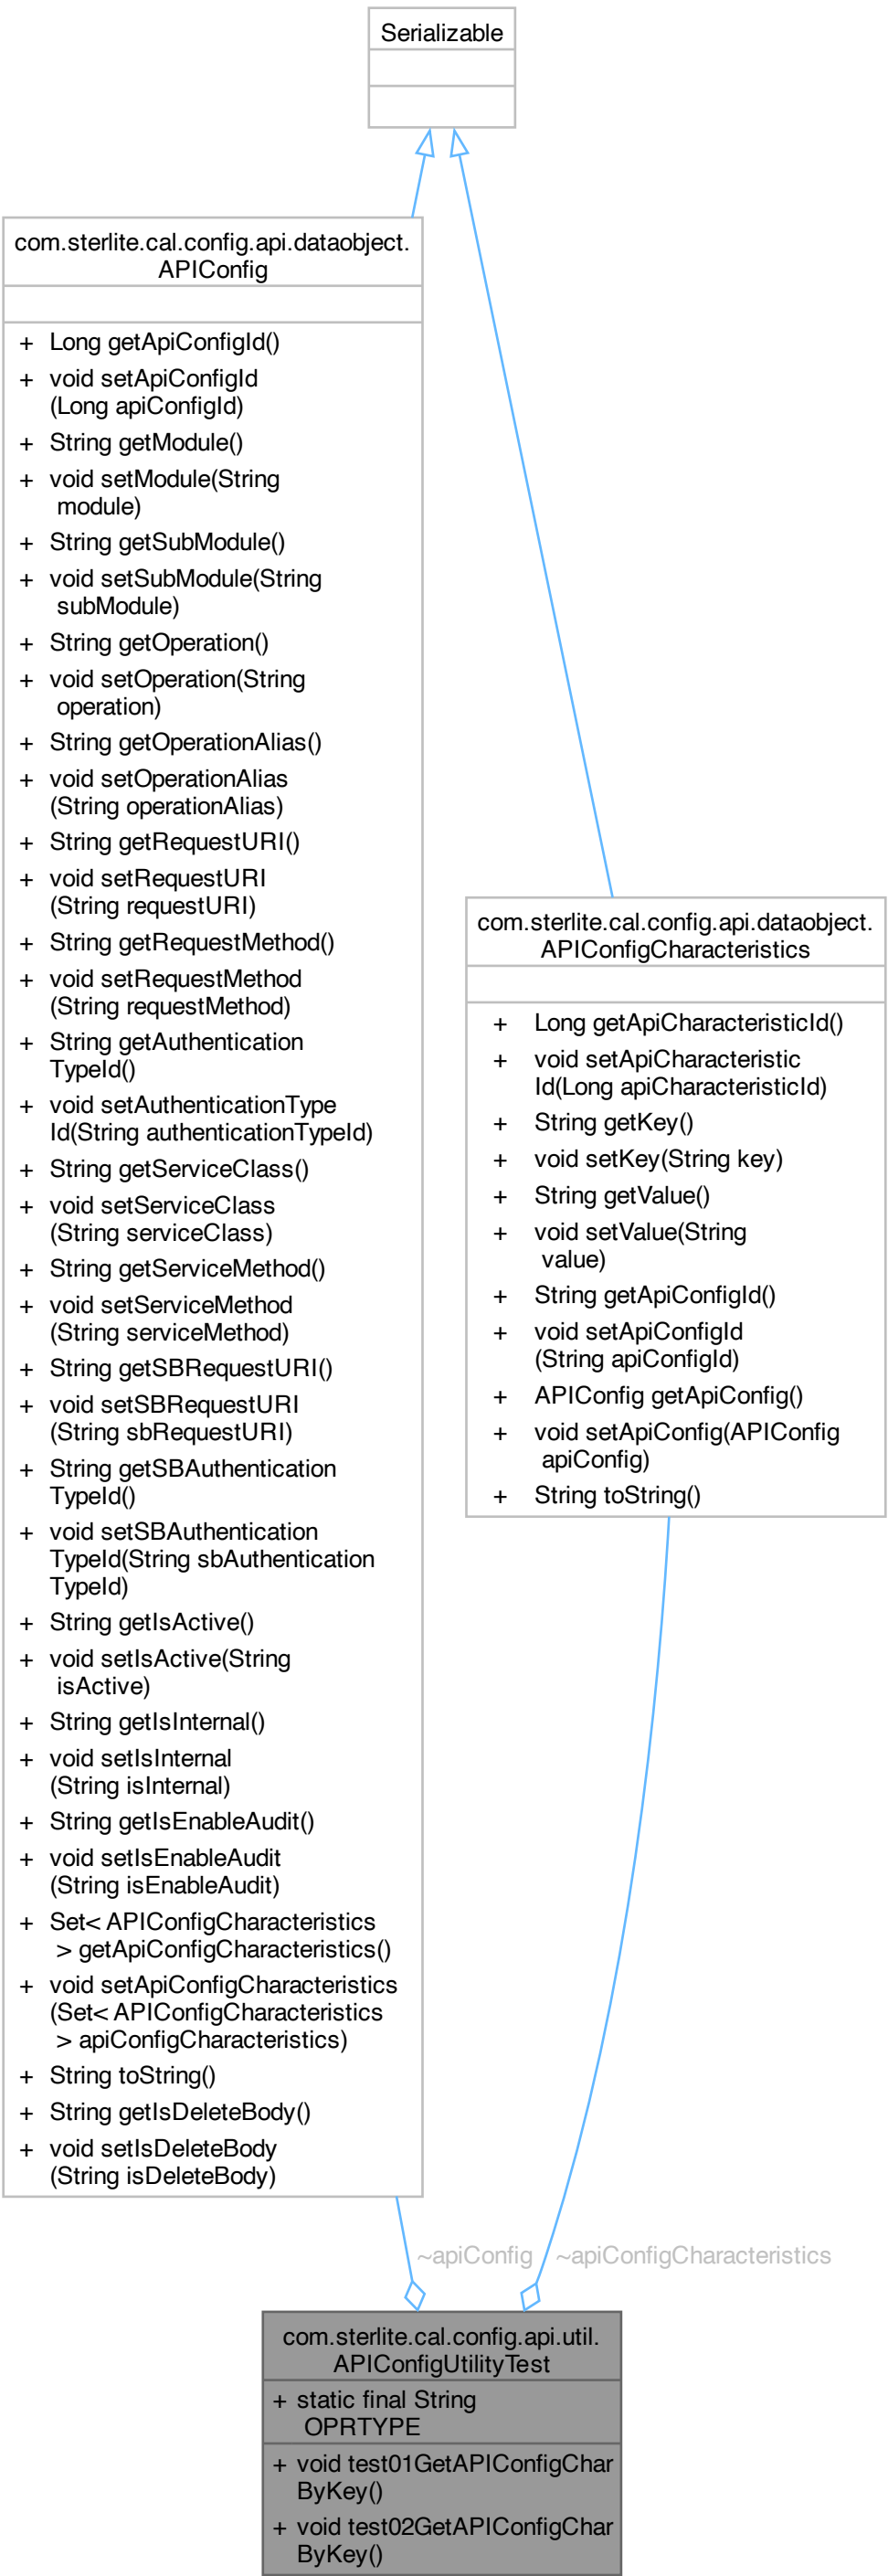 Serializable
com.sterlite.cal.config.api.dataobject.
APIConfig
+ Long getApiConfigId()
+ void setApiConfigId
(Long apiConfigId)
+ String getModule()
+ void setModule(String
module)
+ String getSubModule()
+ void setSubModule(String
subModule)
+ String getOperation()
+ void setOperation(String
operation)
+ String getOperationAlias()
+ void setOperationAlias
(String operationAlias)
+ String getRequestURI()
+ void setRequestURI
(String requestURI)
+ String getRequestMethod()
+ void setRequestMethod
(String requestMethod)
+ String getAuthentication
TypeId()
+ void setAuthenticationType
Id(String authenticationTypeId)
+ String getServiceClass()
+ void setServiceClass
(String serviceClass)
+ String getServiceMethod()
+ void setServiceMethod
(String serviceMethod)
+ String getSBRequestURI()
+ void setSBRequestURI
(String sbRequestURI)
+ String getSBAuthentication
TypeId()
+ void setSBAuthentication
TypeId(String sbAuthentication
TypeId)
+ String getIsActive()
+ void setIsActive(String
isActive)
+ String getIsInternal()
+ void setIsInternal
(String isInternal)
+ String getIsEnableAudit()
+ void setIsEnableAudit
(String isEnableAudit)
+ Set< APIConfigCharacteristics
> getApiConfigCharacteristics()
+ void setApiConfigCharacteristics
(Set< APIConfigCharacteristics
> apiConfigCharacteristics)
+ String toString()
+ String getIsDeleteBody()
+ void setIsDeleteBody
(String isDeleteBody)
com.sterlite.cal.config.api.dataobject.
APIConfigCharacteristics
+ Long getApiCharacteristicId()
+ void setApiCharacteristic
Id(Long apiCharacteristicId)
+ String getKey()
+ void setKey(String key)
+ String getValue()
+ void setValue(String
value)
+ String getApiConfigId()
+ void setApiConfigId
(String apiConfigId)
+ APIConfig getApiConfig()
+ void setApiConfig(APIConfig
apiConfig)
+ String toString()
~apiConfig
~apiConfigCharacteristics
com.sterlite.cal.config.api.util.
APIConfigUtilityTest
+ static final String
OPRTYPE
+ void test01GetAPIConfigChar
ByKey()
+ void test02GetAPIConfigChar
ByKey()